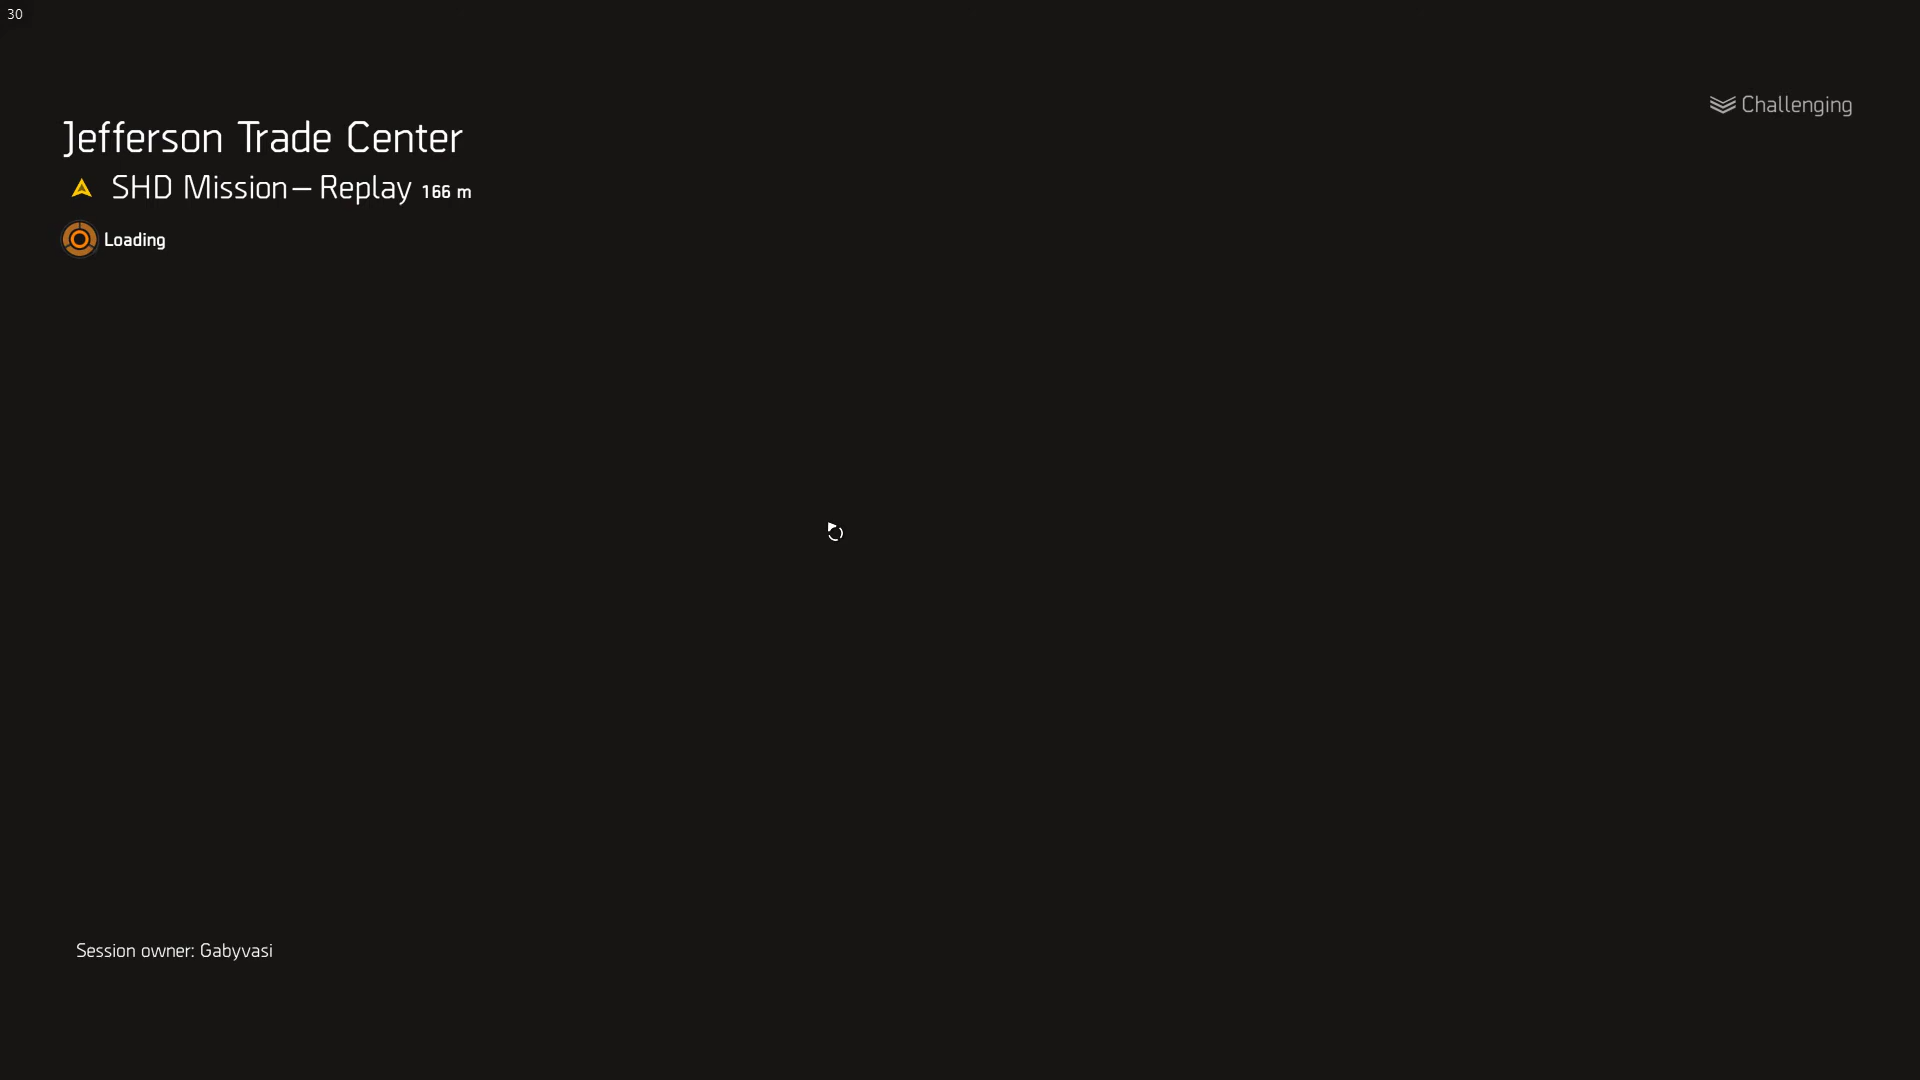 30
Challenging
Jefferson Trade Center
SHD Mission – Replay 166 m
Loading
Session owner: Gabyvasi